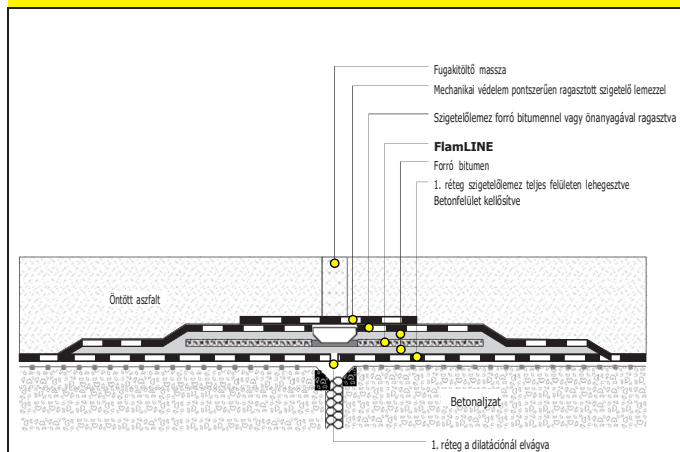 Fugakitöltő massza
Mechanikai védelem pontszerűen ragasztott szigetelő lemezzel
Szigetelőlemez forró bitumennel vagy önanyagával ragasztva
FlamLINE
Forró bitumen
1. réteg szigetelőlemez teljes felületen lehegesztve
Betonfelület kellősítve
Öntött aszfalt
Betonaljzat
1. réteg a dilatációnál elvágva